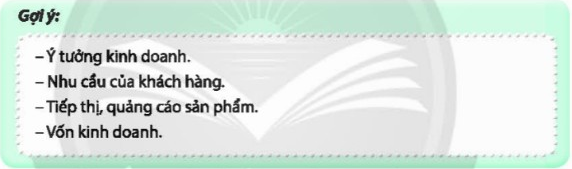 Gợi ý:
– Ý tưởng kinh doanh.
– Nhu cầu của khách hàng.
– Tiếp thị, quảng cáo sản phẩm.
– Vốn kinh doanh.